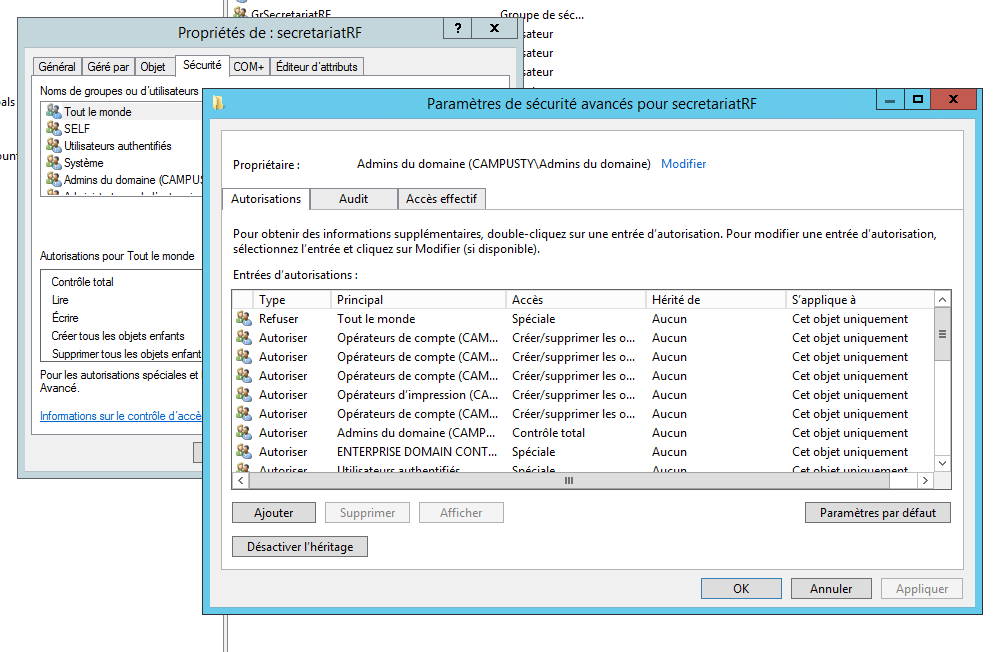 GrSecretariatRF
Groupe de séc...
Propriétés de : secretariatRF
?
Général
Géré par
Objet
Sécurité
COM+
Éditeur d'attributs
Noms de groupes ou d'utilisateurs
Tout le monde
SELF
Utilisateurs authentifiés
Système
Admins du domaine (CAMPUS
Autorisations pour Tout le monde
Contrôle total
Lire
Écrire
Créer tous les objets enfants
Supprimer tous les objets enfant
Pour les autorisations spéciales et
Avancé.
Informations sur le contrôle d'accè
Paramètres de sécurité avancés pour secretariatRF
Propriétaire :
Admins du domaine (CAMPUSTY\Admins du domaine)
Modifier
Autorisations
Audit
Accès effectif
Pour obtenir des informations supplémentaires, double-cliquez sur une entrée d'autorisation. Pour modifier une entrée d'autorisation,
sélectionnez l'entrée et cliquez sur Modifier (si disponible).
Entrées d'autorisations :
Type Principal Accès Hérité de S'applique à
Refuser Tout le monde Spéciale Aucun Cet objet uniquement
Autoriser Opérateurs de compte (CAM... Créer/supprimer les o... Aucun Cet objet uniquement
Autoriser Opérateurs de compte (CAM... Créer/supprimer les o... Aucun Cet objet uniquement
Autoriser Opérateurs de compte (CAM... Créer/supprimer les o... Aucun Cet objet uniquement
Autoriser Opérateurs d'impression (CA... Créer/supprimer les o... Aucun Cet objet uniquement
Autoriser Opérateurs de compte (CAM... Créer/supprimer les o... Aucun Cet objet uniquement
Autoriser Admins du domaine (CAMP... Contrôle total Aucun Cet objet uniquement
Autoriser ENTERPRISE DOMAIN CONT... Spéciale Aucun Cet objet uniquement
Autoriser Utilisateurs authentifiés Spéciale Aucun Cet objet uniquement
Ajouter
Supprimer
Afficher
Paramètres par défaut
Désactiver l'héritage
OK
Annuler
Appliquer